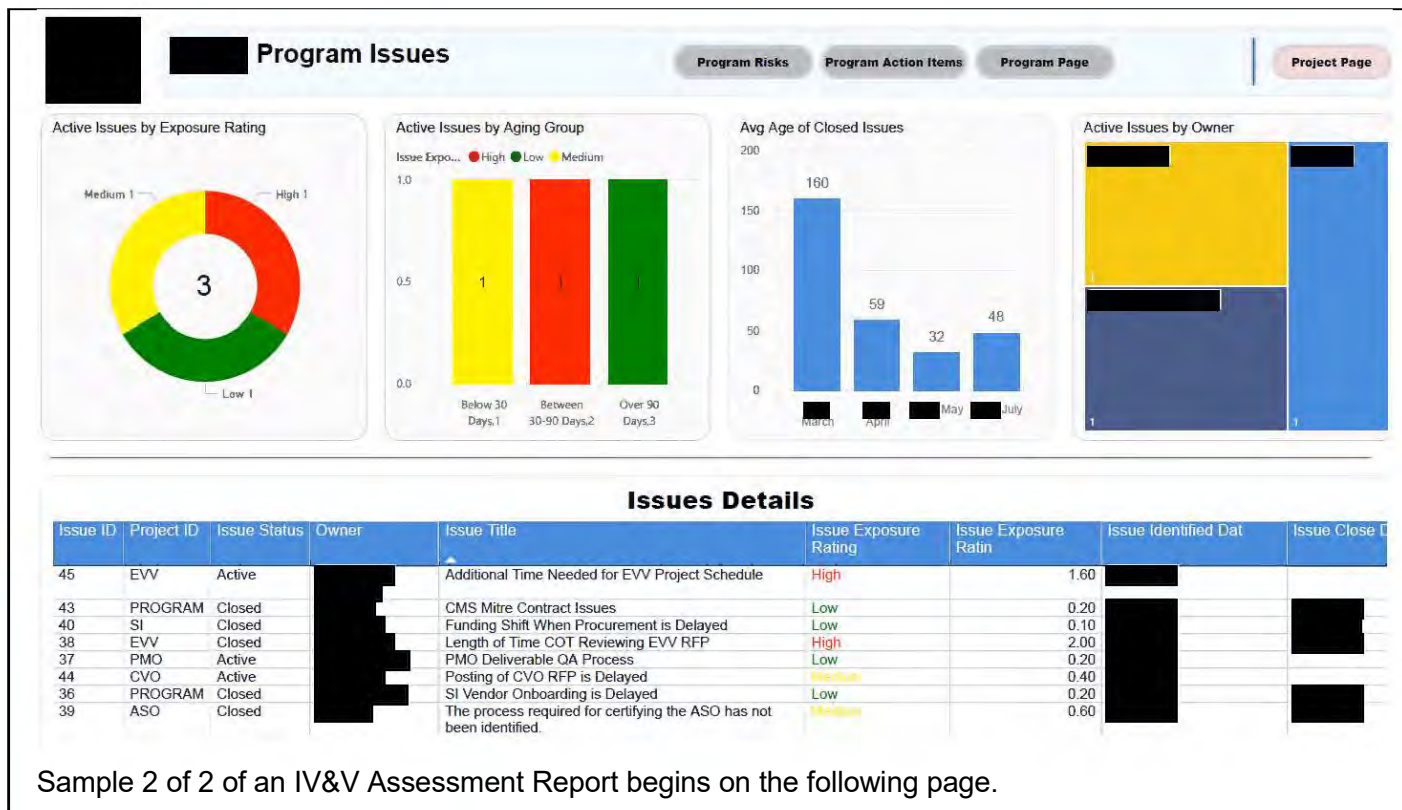 Program Issues
Program Risks
Program Action Items
Program Page
Project Page
Active Issues by Exposure Rating
Medium 1
High 1
3
Low 1
Active Issues by Aging Group
Issue Expo... High Low Medium
1.0
0.5
0.0
1
1
1
Below 30
Days,1
Between
30-90 Days,2
Over 90
Days,3
Avg Age of Closed Issues
200
150
100
50
0
160
59
32
48
March
April
May
July
Active Issues by Owner
1
1
1
Issues Details
Issue ID Project ID Issue Status Owner Issue Title Issue Exposure Rating Issue Exposure Ratin Issue Identified Dat Issue Close D
45 EVV Active Additional Time Needed for EVV Project Schedule High 1.60
43 PROGRAM Closed CMS Mitre Contract Issues Low 0.20
40 SI Closed Funding Shift When Procurement is Delayed Low 0.10
38 EVV Closed Length of Time COT Reviewing EVV RFP High 2.00
37 PMO Active PMO Deliverable QA Process Low 0.20
44 CVO Active Posting of CVO RFP is Delayed Medium 0.40
36 PROGRAM Closed SI Vendor Onboarding is Delayed Low 0.20
39 ASO Closed The process required for certifying the ASO has not Medium 0.60
been identified.
Sample 2 of 2 of an IV&V Assessment Report begins on the following page.